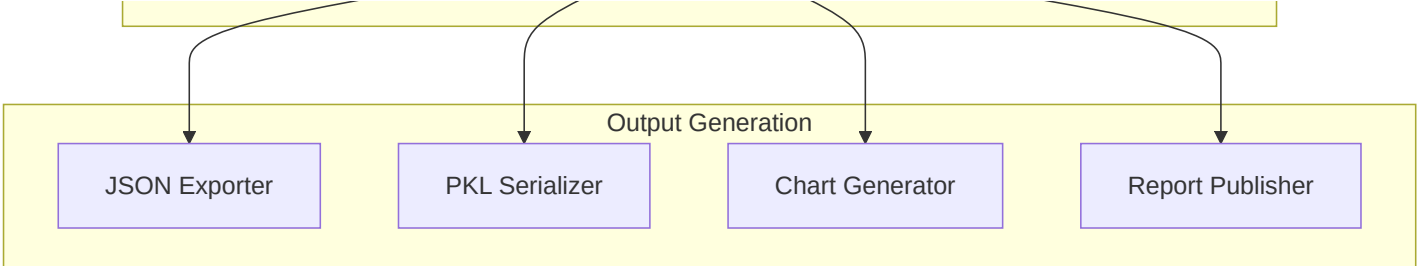 Output Generation
JSON Exporter
PKL Serializer
Chart Generator
Report Publisher